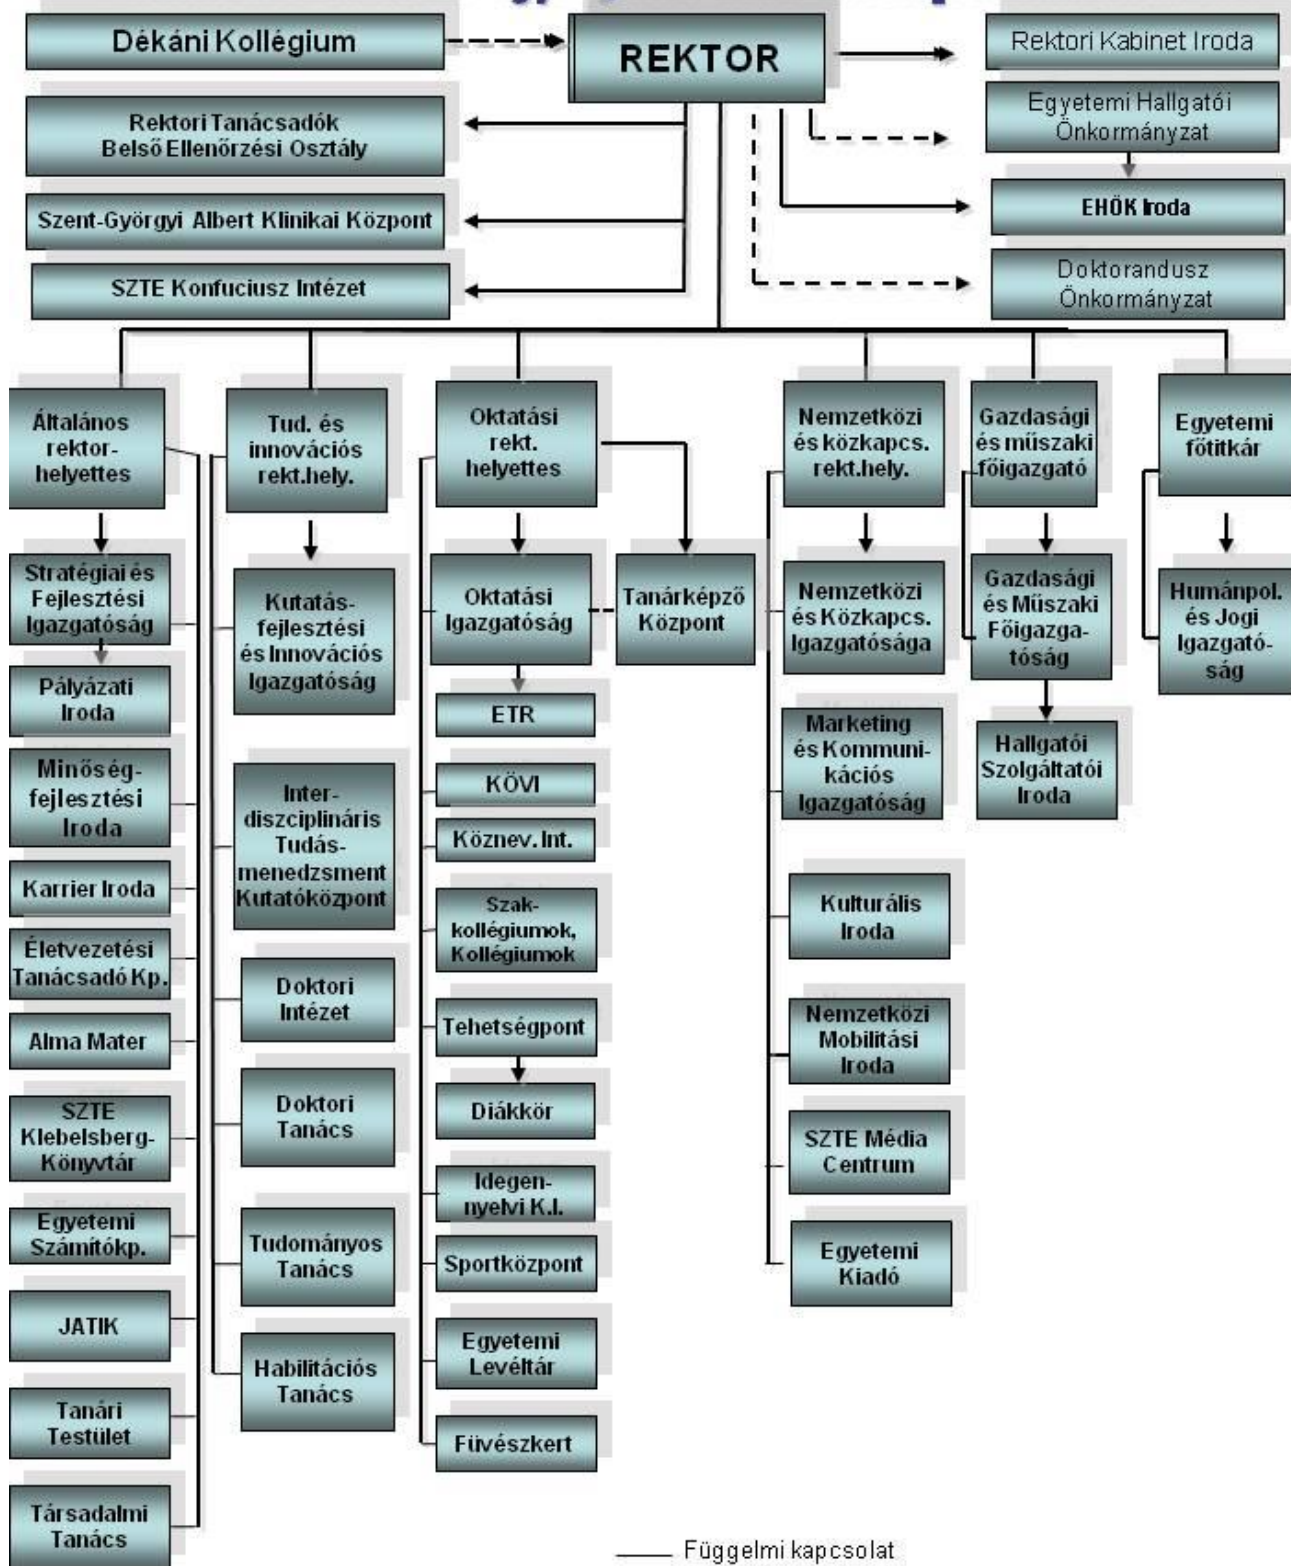 Dékáni Kollégium
REKTOR
Rektori Kabinet Iroda
Egyetemi Hallgatói
Önkormányzat
Rektori Tanácsadók
Belső Ellenőrzési Osztály
EHÖK Iroda
Szent-Györgyi Albert Klinikai Központ
SZTE Konfuciusz Intézet
Doktorandusz
Önkormányzat
Általános
rektor-
helyettes
Stratégiai és
Fejlesztési
Igazgatóság
Pályázati
Iroda
Minőség-
fejlesztési
Iroda
Karrier Iroda
Életvezetési
Tanácsadó Kp.
Alma Mater
SZTE
Klebelsberg-
Könyvtár
Egyetemi
Számítókp.
JATIK
Tanári
Testület
Társadalmi
Tanács
Tud. és
innovációs
rekt.hely.
Kutatás-
fejlesztési
és Innovációs
Igazgatóság
Inter-
diszciplináris
Tudás-
menedzsment
Kutatóközpont
Doktori
Intézet
Doktori
Tanács
Tudományos
Tanács
Habilitációs
Tanács
Oktatási
rekt.
helyettes
Oktatási
Igazgatóság
Tanárképző
Központ
ETR
KÖVI
Köznev. Int.
Szak-
kollégiumok,
Kollégiumok
Tehetségpont
Diákkör
Idegen-
nyelvi K.I.
Sportközpont
Egyetemi
Levéltár
Füvészkert
Nemzetközi
és közkapcs.
rekt.hely.
Nemzetközi
és Közkapcs.
Igazgatósága
Marketing
és Kommuni-
kációs
Igazgatóság
Kulturális
Iroda
Nemzetközi
Mobilitási
Iroda
SZTE Média
Centrum
Egyetemi
Kiadó
Gazdasági
és műszaki
főigazgató
Gazdasági
és Műszaki
Főigazga-
tóság
Hallgatói
Szolgáltatói
Iroda
Egyetemi
főtitkár
Humánpol.
és Jogi
Igazgató-
ság
Függelmi kapcsolat